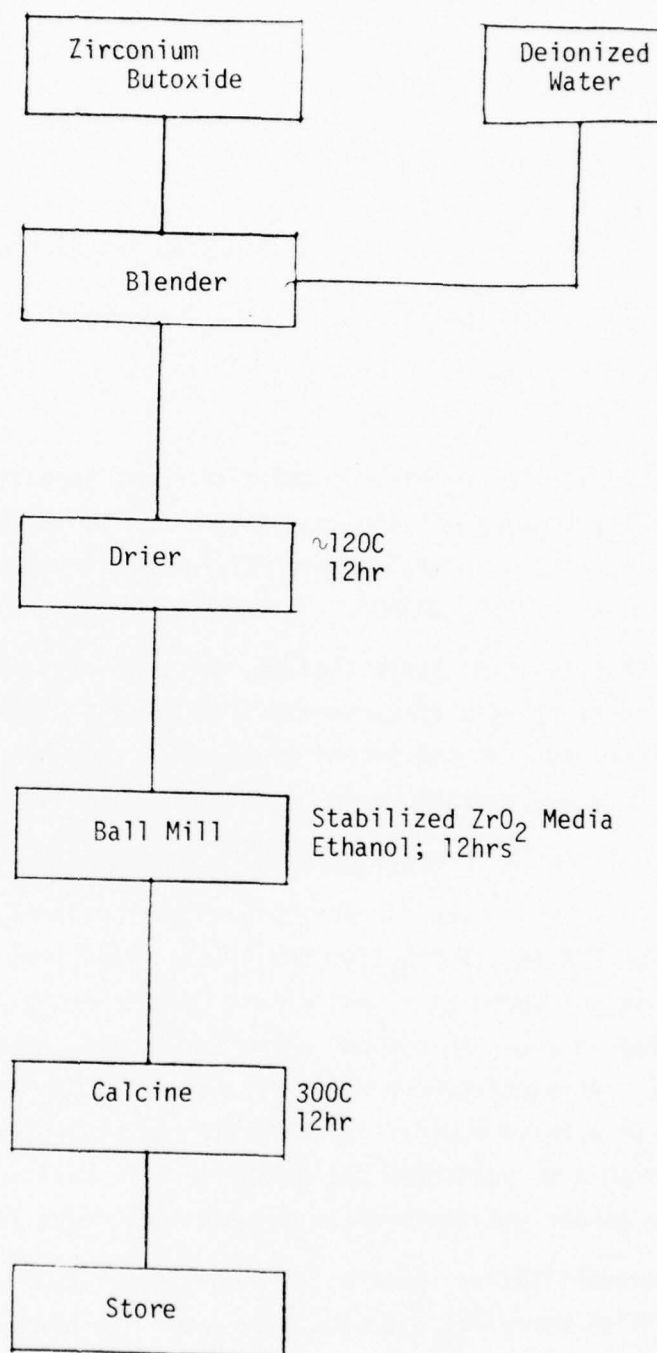 Zirconium
Butoxide
Deionized
Water
Blender
Drier
~120C
12hr
Ball Mill
Stabilized ZrO2 Media
Ethanol; 12hrs
Calcine
300C
12hr
Store